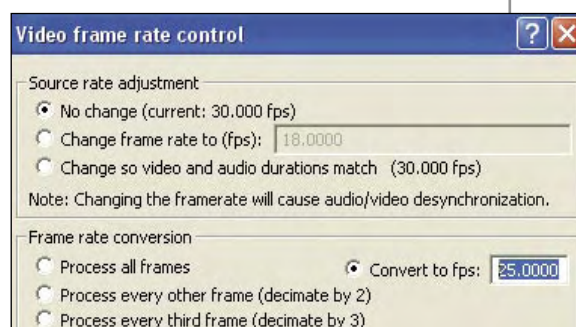 Video frame rate control
Source rate adjustment
No change (current: 30.000 fps)
Change frame rate to (fps): 18.0000
Change so video and audio durations match (30.000 fps)
Note: Changing the framerate will cause audio/video desynchronization.
Frame rate conversion
Process all frames Convert to fps: 25.0000
Process every other frame (decimate by 2)
Process every third frame (decimate by 3)